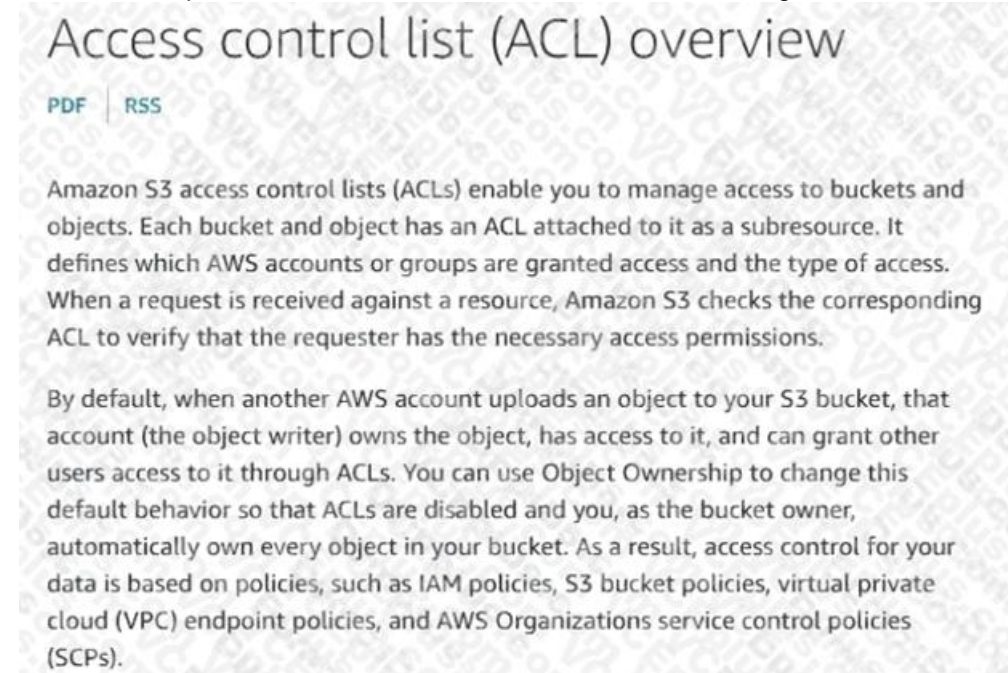 Access control list (ACL) overview
PDF | RSS
Amazon S3 access control lists (ACLs) enable you to manage access to buckets and
objects. Each bucket and object has an ACL attached to it as a subresource. It
defines which AWS accounts or groups are granted access and the type of access.
When a request is received against a resource, Amazon S3 checks the corresponding
ACL to verify that the requester has the necessary access permissions.
By default, when another AWS account uploads an object to your S3 bucket, that
account (the object writer) owns the object, has access to it, and can grant other
users access to it through ACLs. You can use Object Ownership to change this
default behavior so that ACLs are disabled and you, as the bucket owner,
automatically own every object in your bucket. As a result, access control for your
data is based on policies, such as IAM policies, S3 bucket policies, virtual private
cloud (VPC) endpoint policies, and AWS Organizations service control policies
(SCPs).